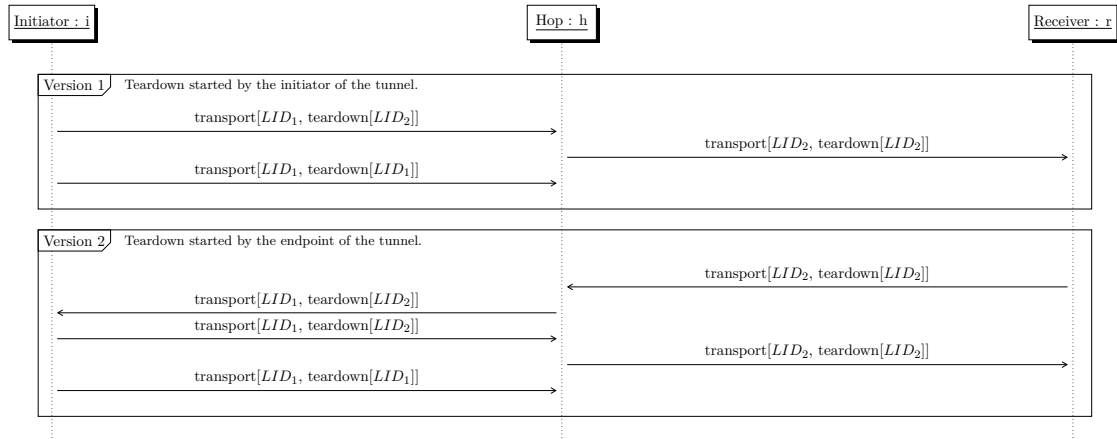 Initiator : i
Hop : h
Receiver : r
Version 1 Teardown started by the initiator of the tunnel.
transport[LID₁, teardown[LID₂]]
transport[LID₂, teardown[LID₂]]
transport[LID₁, teardown[LID₁]]
Version 2 Teardown started by the endpoint of the tunnel.
transport[LID₂, teardown[LID₂]]
transport[LID₁, teardown[LID₂]]
transport[LID₁, teardown[LID₂]]
transport[LID₂, teardown[LID₂]]
transport[LID₁, teardown[LID₁]]